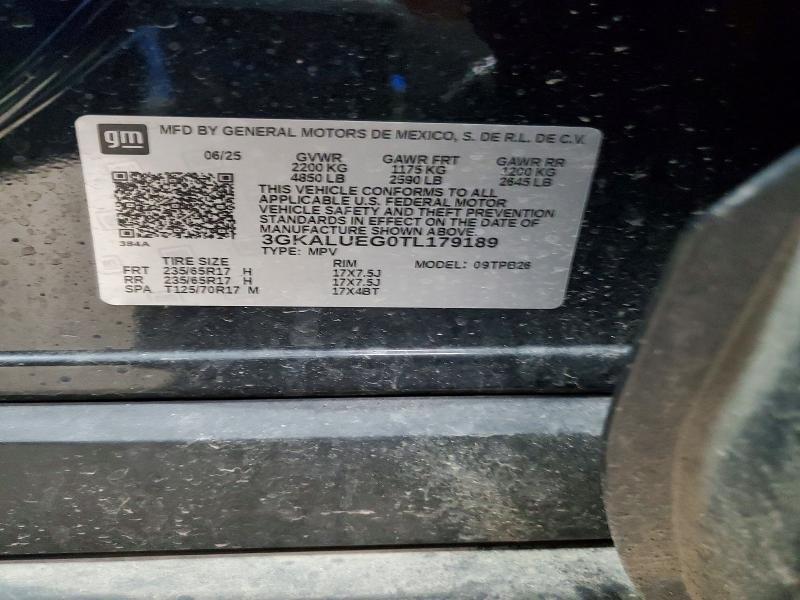 gm MFD BY GENERAL MOTORS DE MEXICO, S. DE R.L. DE C.V.
06/25 GVWR GAWR FRT GAWR RR
2200 KG 1175 KG 1200 KG
4850 LB 2590 LB 2645 LB
THIS VEHICLE CONFORMS TO ALL
APPLICABLE U.S. FEDERAL MOTOR
VEHICLE SAFETY AND THEFT PREVENTION
STANDARDS IN EFFECT ON THE DATE OF
MANUFACTURE SHOWN ABOVE.
384A 3GKALUEG0TL179189
TYPE: MPV
TIRE SIZE RIM MODEL: 09TPB26
FRT 235/65R17 H 17X7.5J
RR 235/65R17 H 17X7.5J
SPA T125/70R17 M 17X4BT